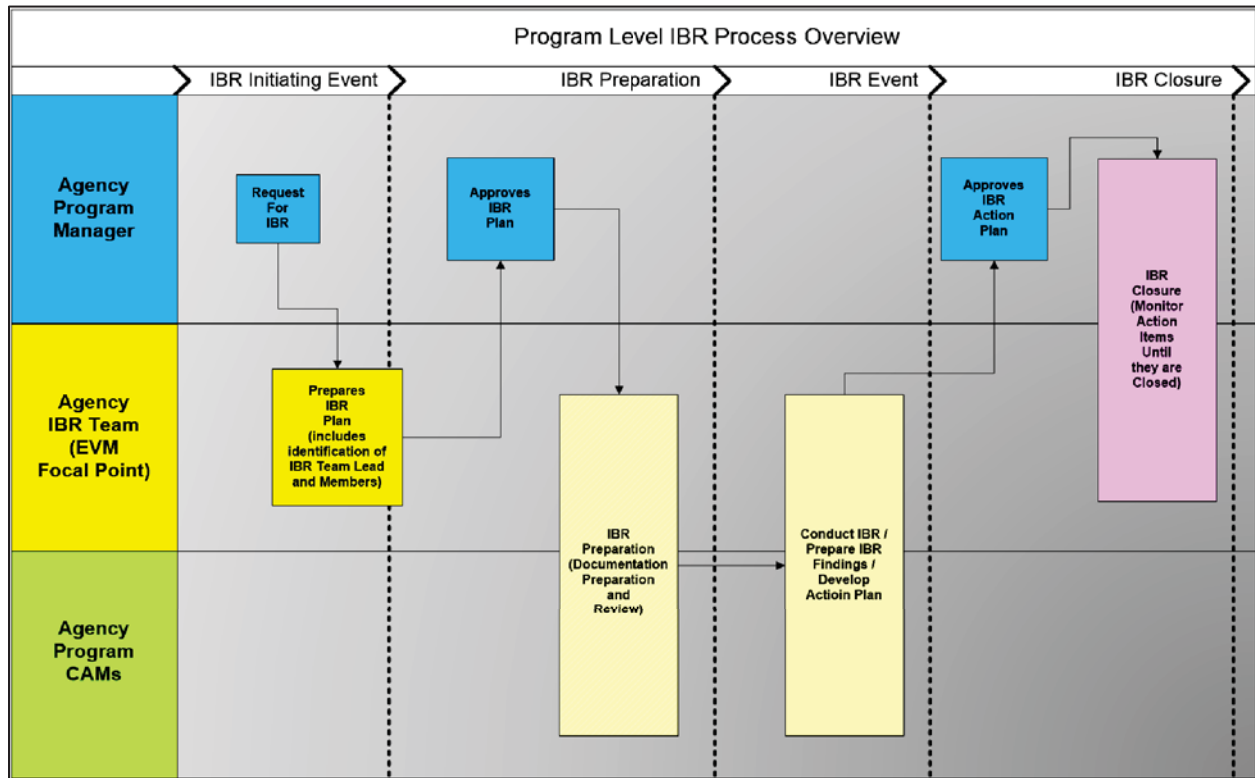 Program Level IBR Process Overview
IBR Initiating Event
IBR Preparation
IBR Event
IBR Closure
Agency
Program
Manager
Request
For
IBR
Approves
IBR
Plan
Approves
IBR
Action
Plan
IBR
Closure
(Monitor
Action
Items
Until
they are
Closed)
Agency
IBR Team
(EVM
Focal Point)
Prepares
IBR
Plan
(includes
identification of
IBR Team Lead
and Members)
IBR
Preparation
(Documentation
Preparation
and
Review)
Conduct IBR /
Prepare IBR
Findings /
Develop
Actioin Plan
Agency
Program
CAMs